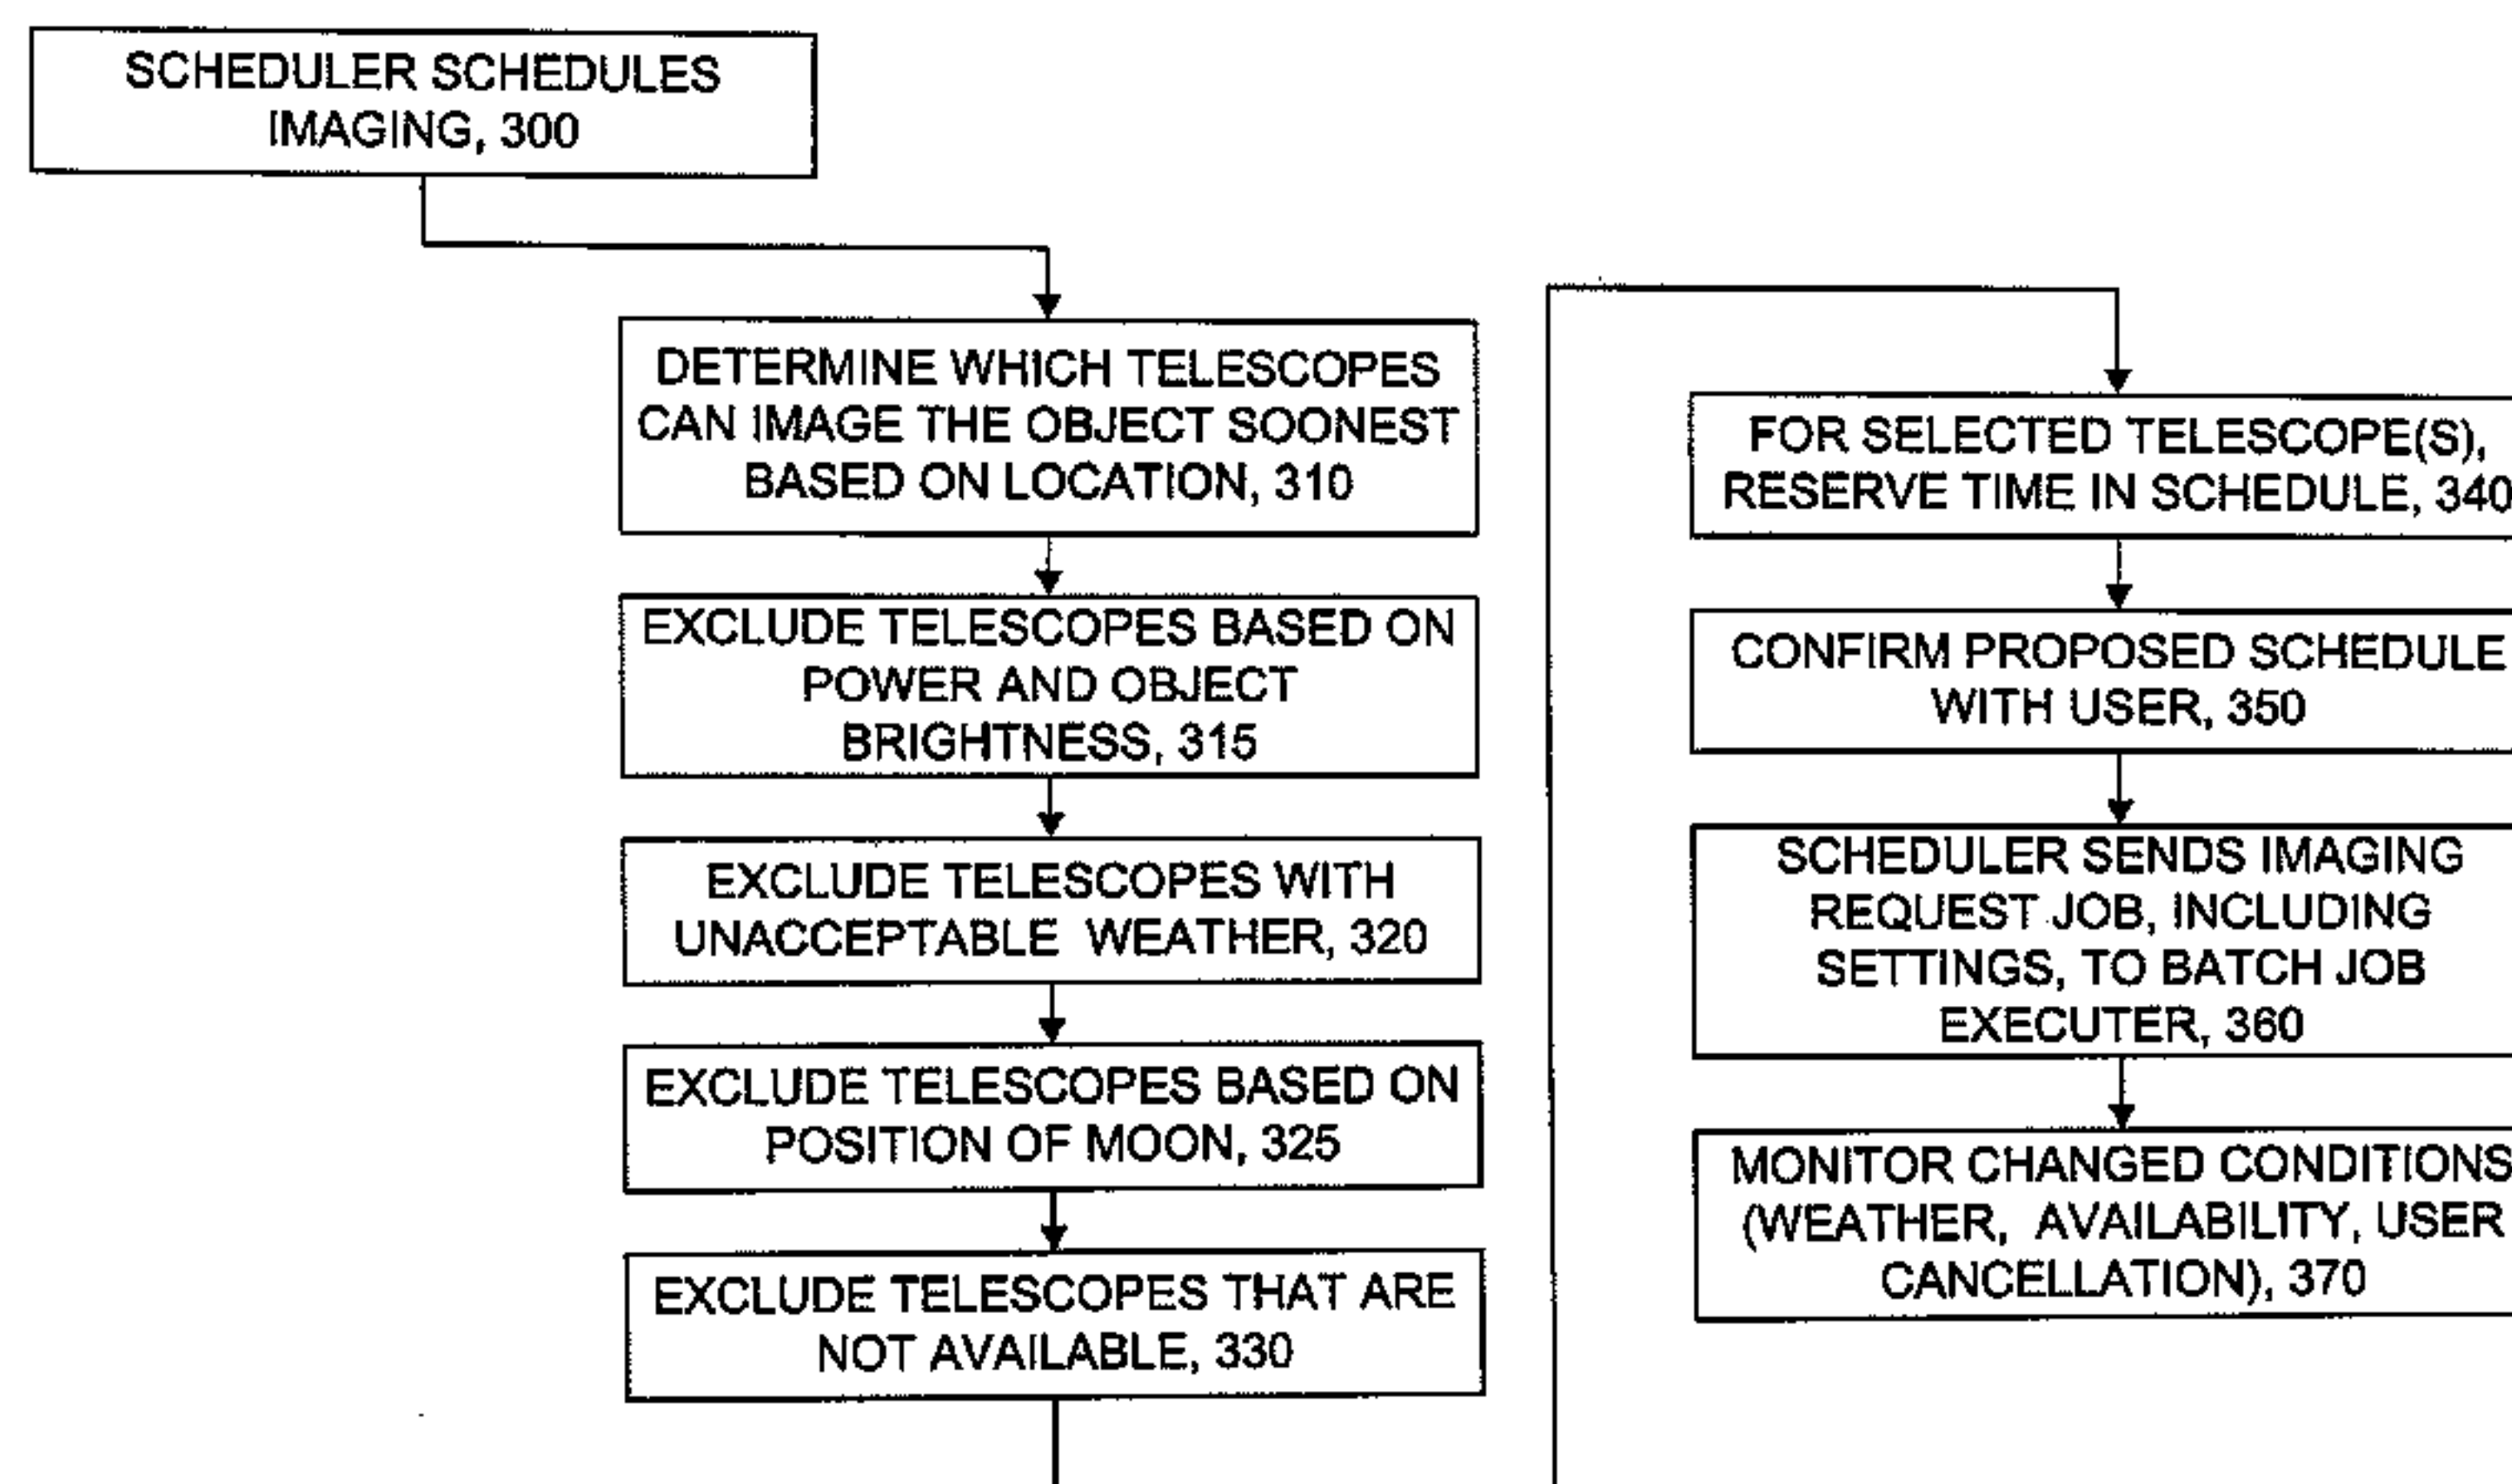 SCHEDULER SCHEDULES
IMAGING, 300
DETERMINE WHICH TELESCOPES
CAN IMAGE THE OBJECT SOONEST
BASED ON LOCATION, 310
EXCLUDE TELESCOPES BASED ON
POWER AND OBJECT
BRIGHTNESS, 315
EXCLUDE TELESCOPES WITH
UNACCEPTABLE WEATHER, 320
EXCLUDE TELESCOPES BASED ON
POSITION OF MOON, 325
EXCLUDE TELESCOPES THAT ARE
NOT AVAILABLE, 330
FOR SELECTED TELESCOPE(S),
RESERVE TIME IN SCHEDULE, 340
CONFIRM PROPOSED SCHEDULE
WITH USER, 350
SCHEDULER SENDS IMAGING
REQUEST JOB, INCLUDING
SETTINGS, TO BATCH JOB
EXECUTER, 360
MONITOR CHANGED CONDITIONS
(WEATHER, AVAILABILITY, USER
CANCELLATION), 370